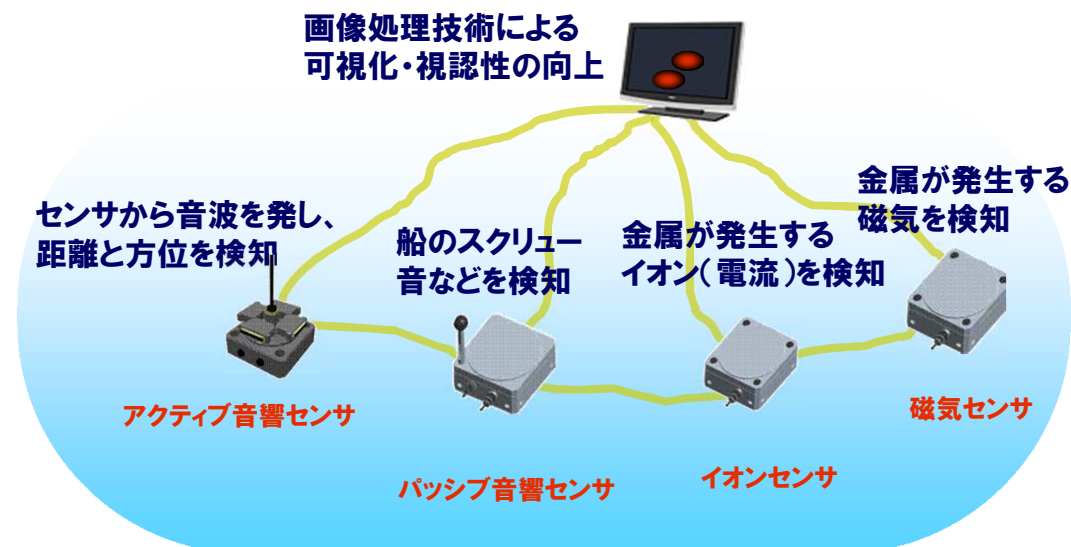 画像処理技術による
可視化・視認性の向上
センサから音波を発し、
距離と方位を検知
船のスクリュー
音などを検知
金属が発生する
イオン(電流)を検知
金属が発生する
磁気を検知
アクティブ音響センサ
パッシブ音響センサ
イオンセンサ
磁気センサ